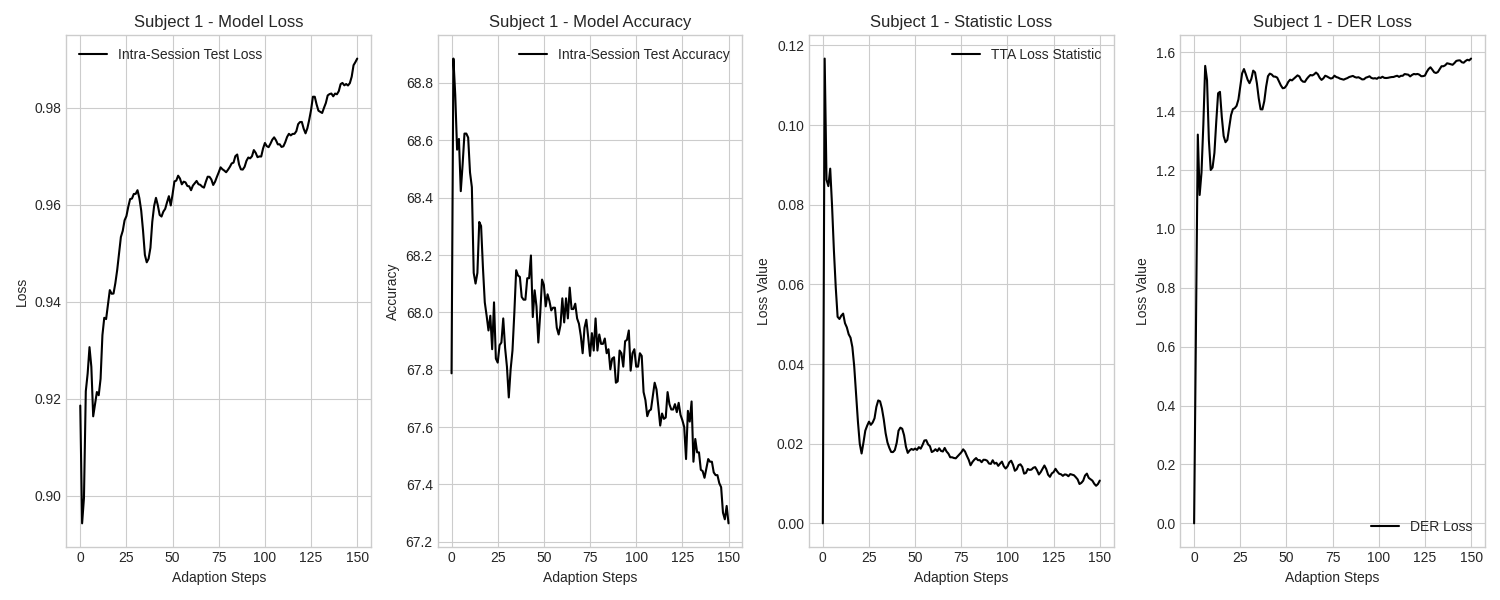 Subject 1 - Model Loss
Intra-Session Test Loss
0.98
0.96
0.94
0.92
0.90
Loss
0 25 50 75 100 125 150
Adaption Steps
Subject 1 - Model Accuracy
Intra-Session Test Accuracy
68.8
68.6
68.4
68.2
68.0
67.8
67.6
67.4
67.2
Accuracy
0 25 50 75 100 125 150
Adaption Steps
Subject 1 - Statistic Loss
TTA Loss Statistic
0.12
0.10
0.08
0.06
0.04
0.02
0.00
Loss Value
0 25 50 75 100 125 150
Adaption Steps
Subject 1 - DER Loss
1.6
1.4
1.2
1.0
0.8
0.6
0.4
0.2
0.0
Loss Value
DER Loss
0 25 50 75 100 125 150
Adaption Steps